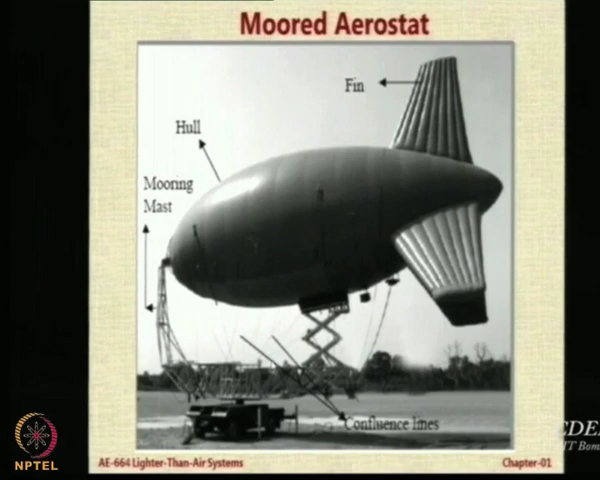 Moored Aerostat
Fin
Hull
Mooring
Mast
Confluence lines
NPTEL
AE-664 Lighter-Than-Air Systems
Chapter-01